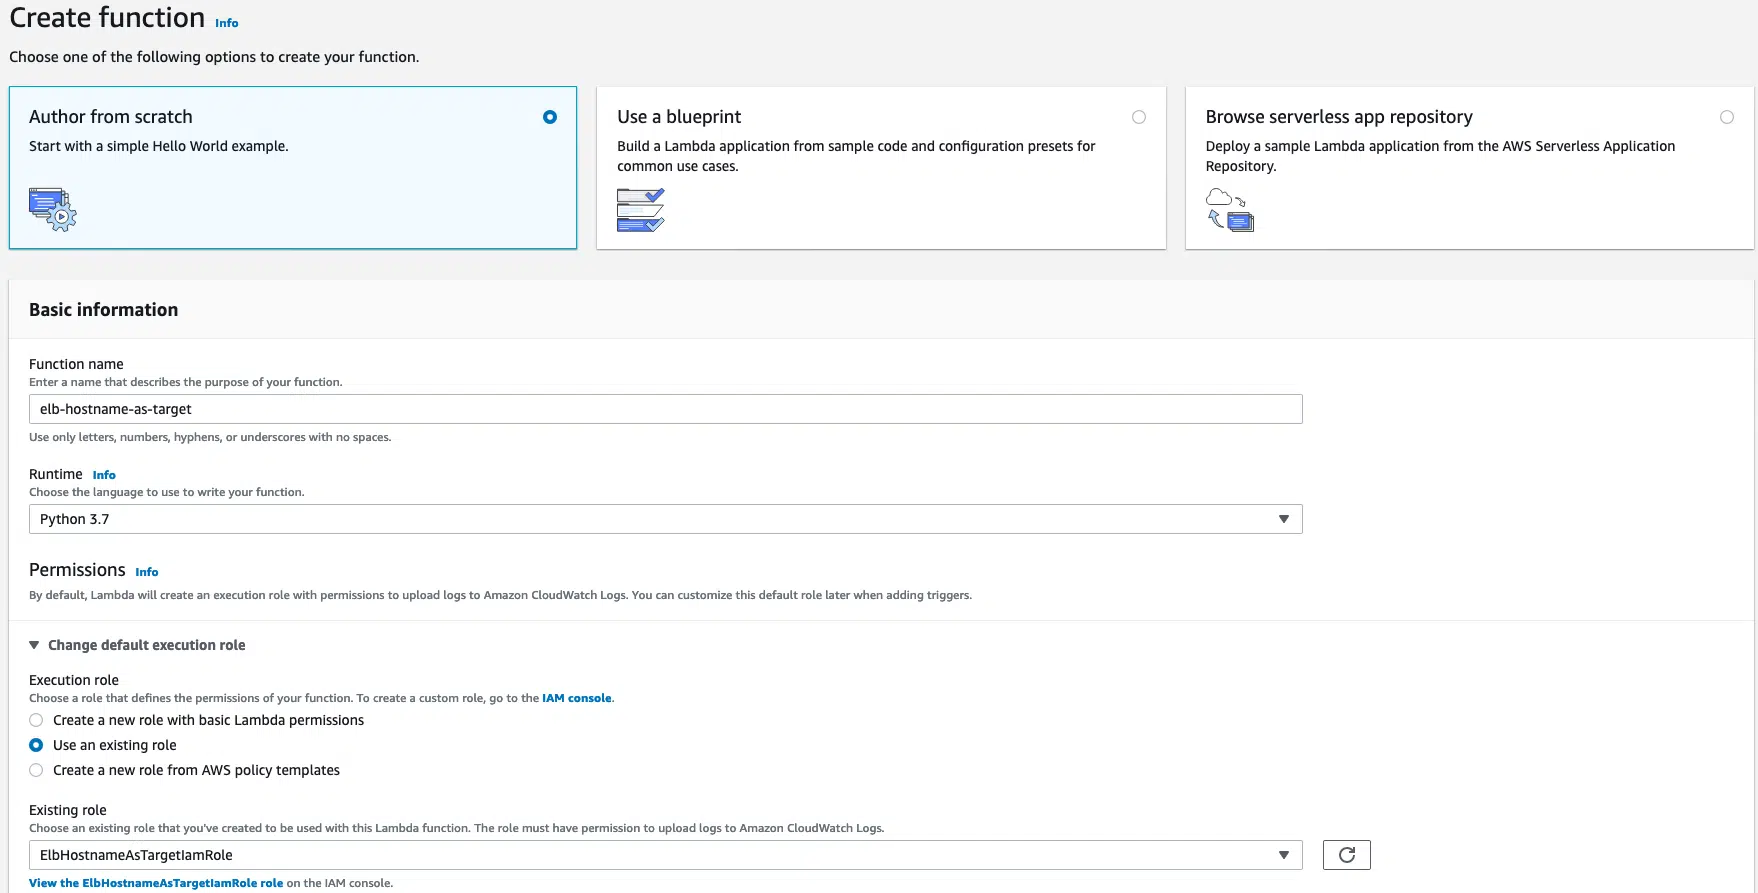 Create function Info
Choose one of the following options to create your function.
Author from scratch
Start with a simple Hello World example.
Use a blueprint
Build a Lambda application from sample code and configuration presets for
common use cases.
Browse serverless app repository
Deploy a sample Lambda application from the AWS Serverless Application
Repository.
Basic information
Function name
Enter a name that describes the purpose of your function.
elb-hostname-as-target
Use only letters, numbers, hyphens, or underscores with no spaces.
Runtime Info
Choose the language to use to write your function.
Python 3.7
Permissions Info
By default, Lambda will create an execution role with permissions to upload logs to Amazon CloudWatch Logs. You can customize this default role later when adding triggers.
Change default execution role
Execution role
Choose a role that defines the permissions of your function. To create a custom role, go to the IAM console.
Create a new role with basic Lambda permissions
Use an existing role
Create a new role from AWS policy templates
Existing role
Choose an existing role that you've created to be used with this Lambda function. The role must have permission to upload logs to Amazon CloudWatch Logs.
ElbHostnameAsTargetIamRole
View the ElbHostnameAsTargetIamRole role on the IAM console.